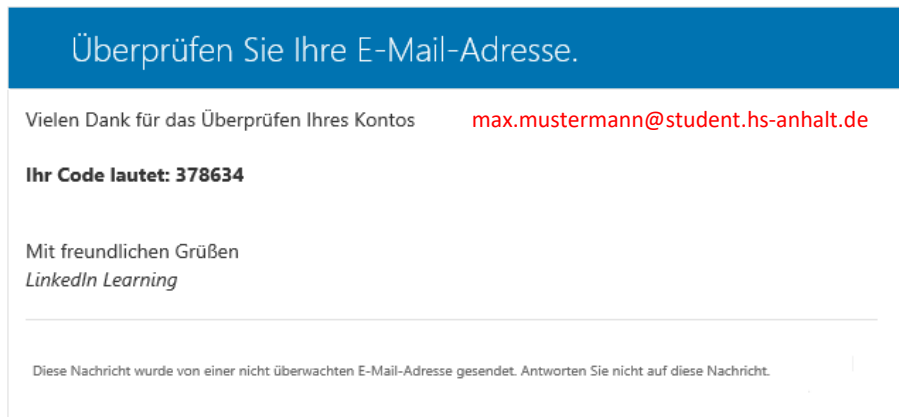 Überprüfen Sie Ihre E-Mail-Adresse.
Vielen Dank für das Überprüfen Ihres Kontos max.mustermann@student.hs-anhalt.de
Ihr Code lautet: 378634
Mit freundlichen Grüßen
LinkedIn Learning
Diese Nachricht wurde von einer nicht überwachten E-Mail-Adresse gesendet. Antworten Sie nicht auf diese Nachricht.